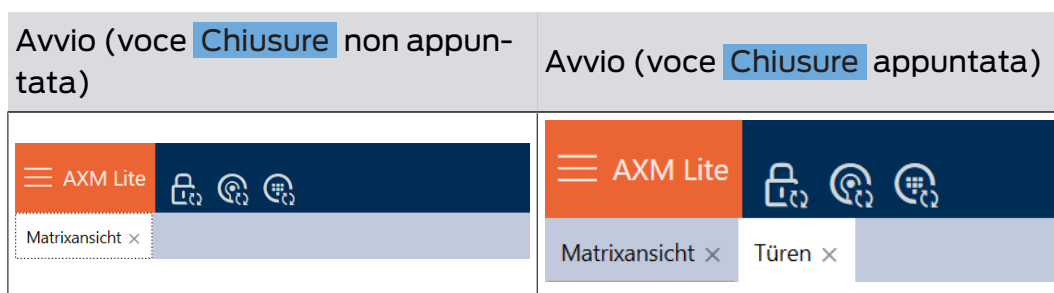 Avvio (voce Chiusure non appun-
tata)
Avvio (voce Chiusure appuntata)
AXM Lite
Matrixansicht ×
AXM Lite
Matrixansicht × Türen ×